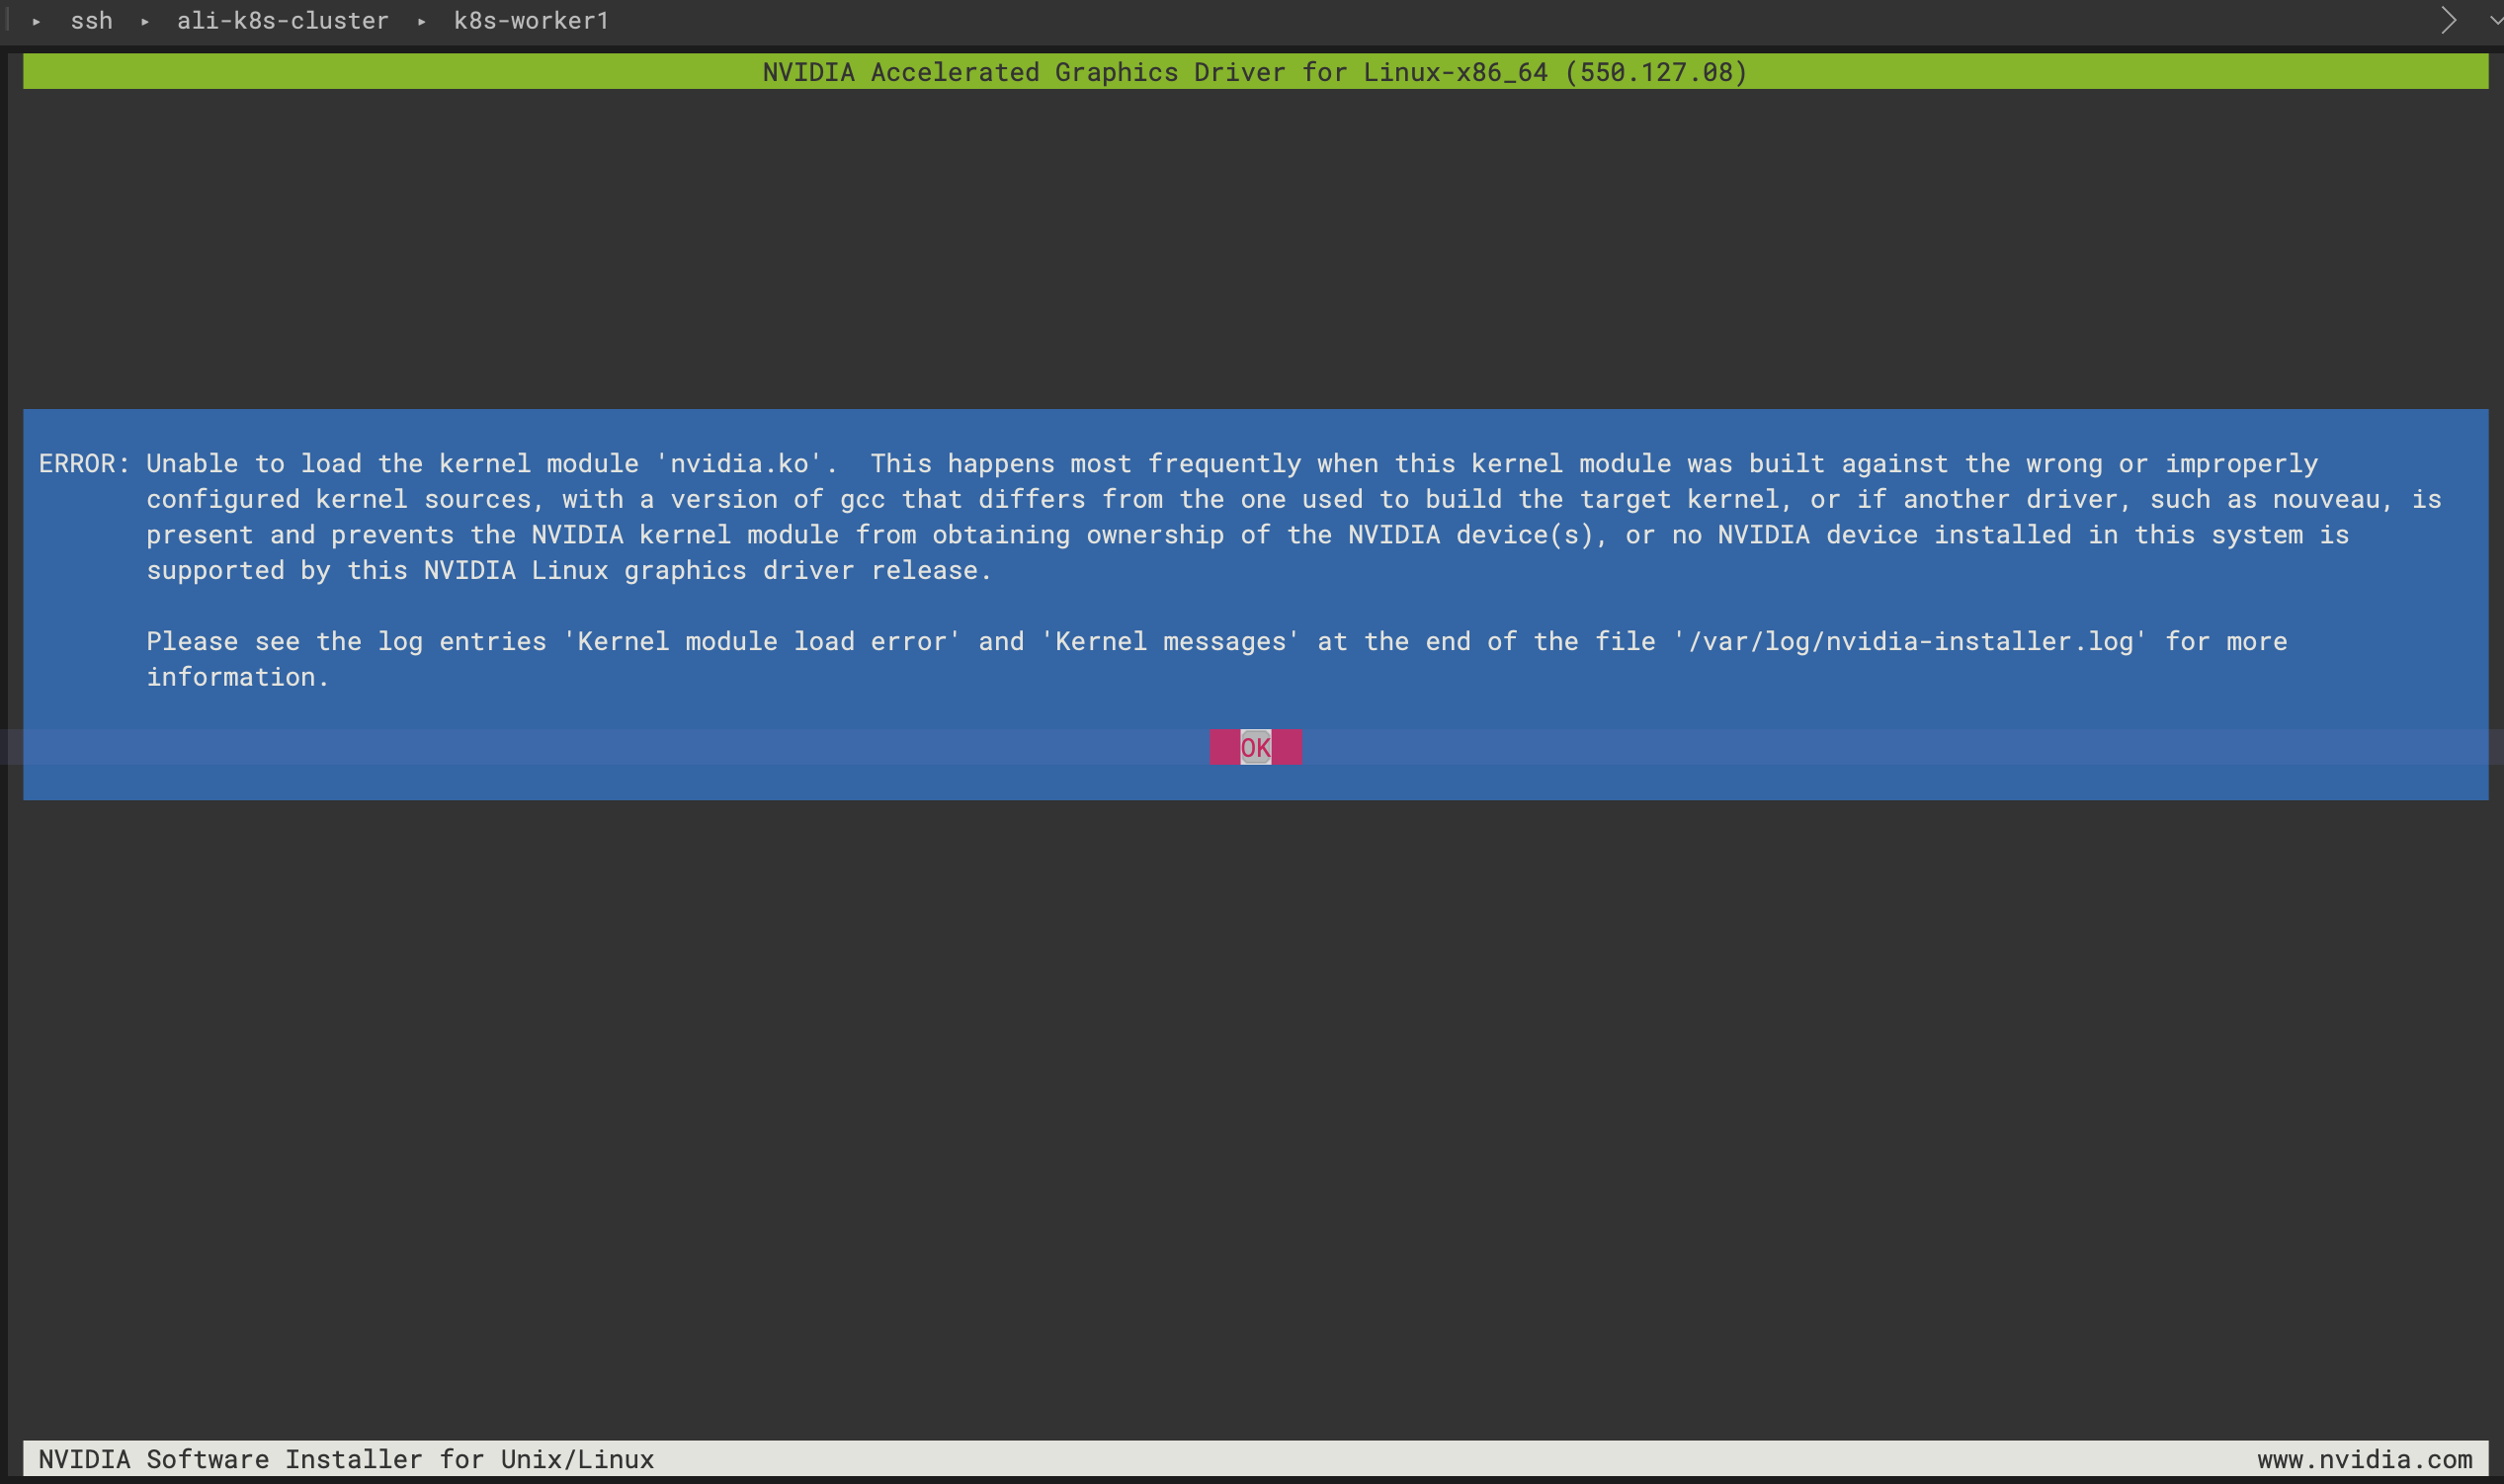 ▸ ssh ▸ ali-k8s-cluster ▸ k8s-worker1
NVIDIA Accelerated Graphics Driver for Linux-x86_64 (550.127.08)
ERROR: Unable to load the kernel module 'nvidia.ko'.  This happens most frequently when this kernel module was built against the wrong or improperly
configured kernel sources, with a version of gcc that differs from the one used to build the target kernel, or if another driver, such as nouveau, is
present and prevents the NVIDIA kernel module from obtaining ownership of the NVIDIA device(s), or no NVIDIA device installed in this system is
supported by this NVIDIA Linux graphics driver release.
Please see the log entries 'Kernel module load error' and 'Kernel messages' at the end of the file '/var/log/nvidia-installer.log' for more
information.
OK
NVIDIA Software Installer for Unix/Linux www.nvidia.com